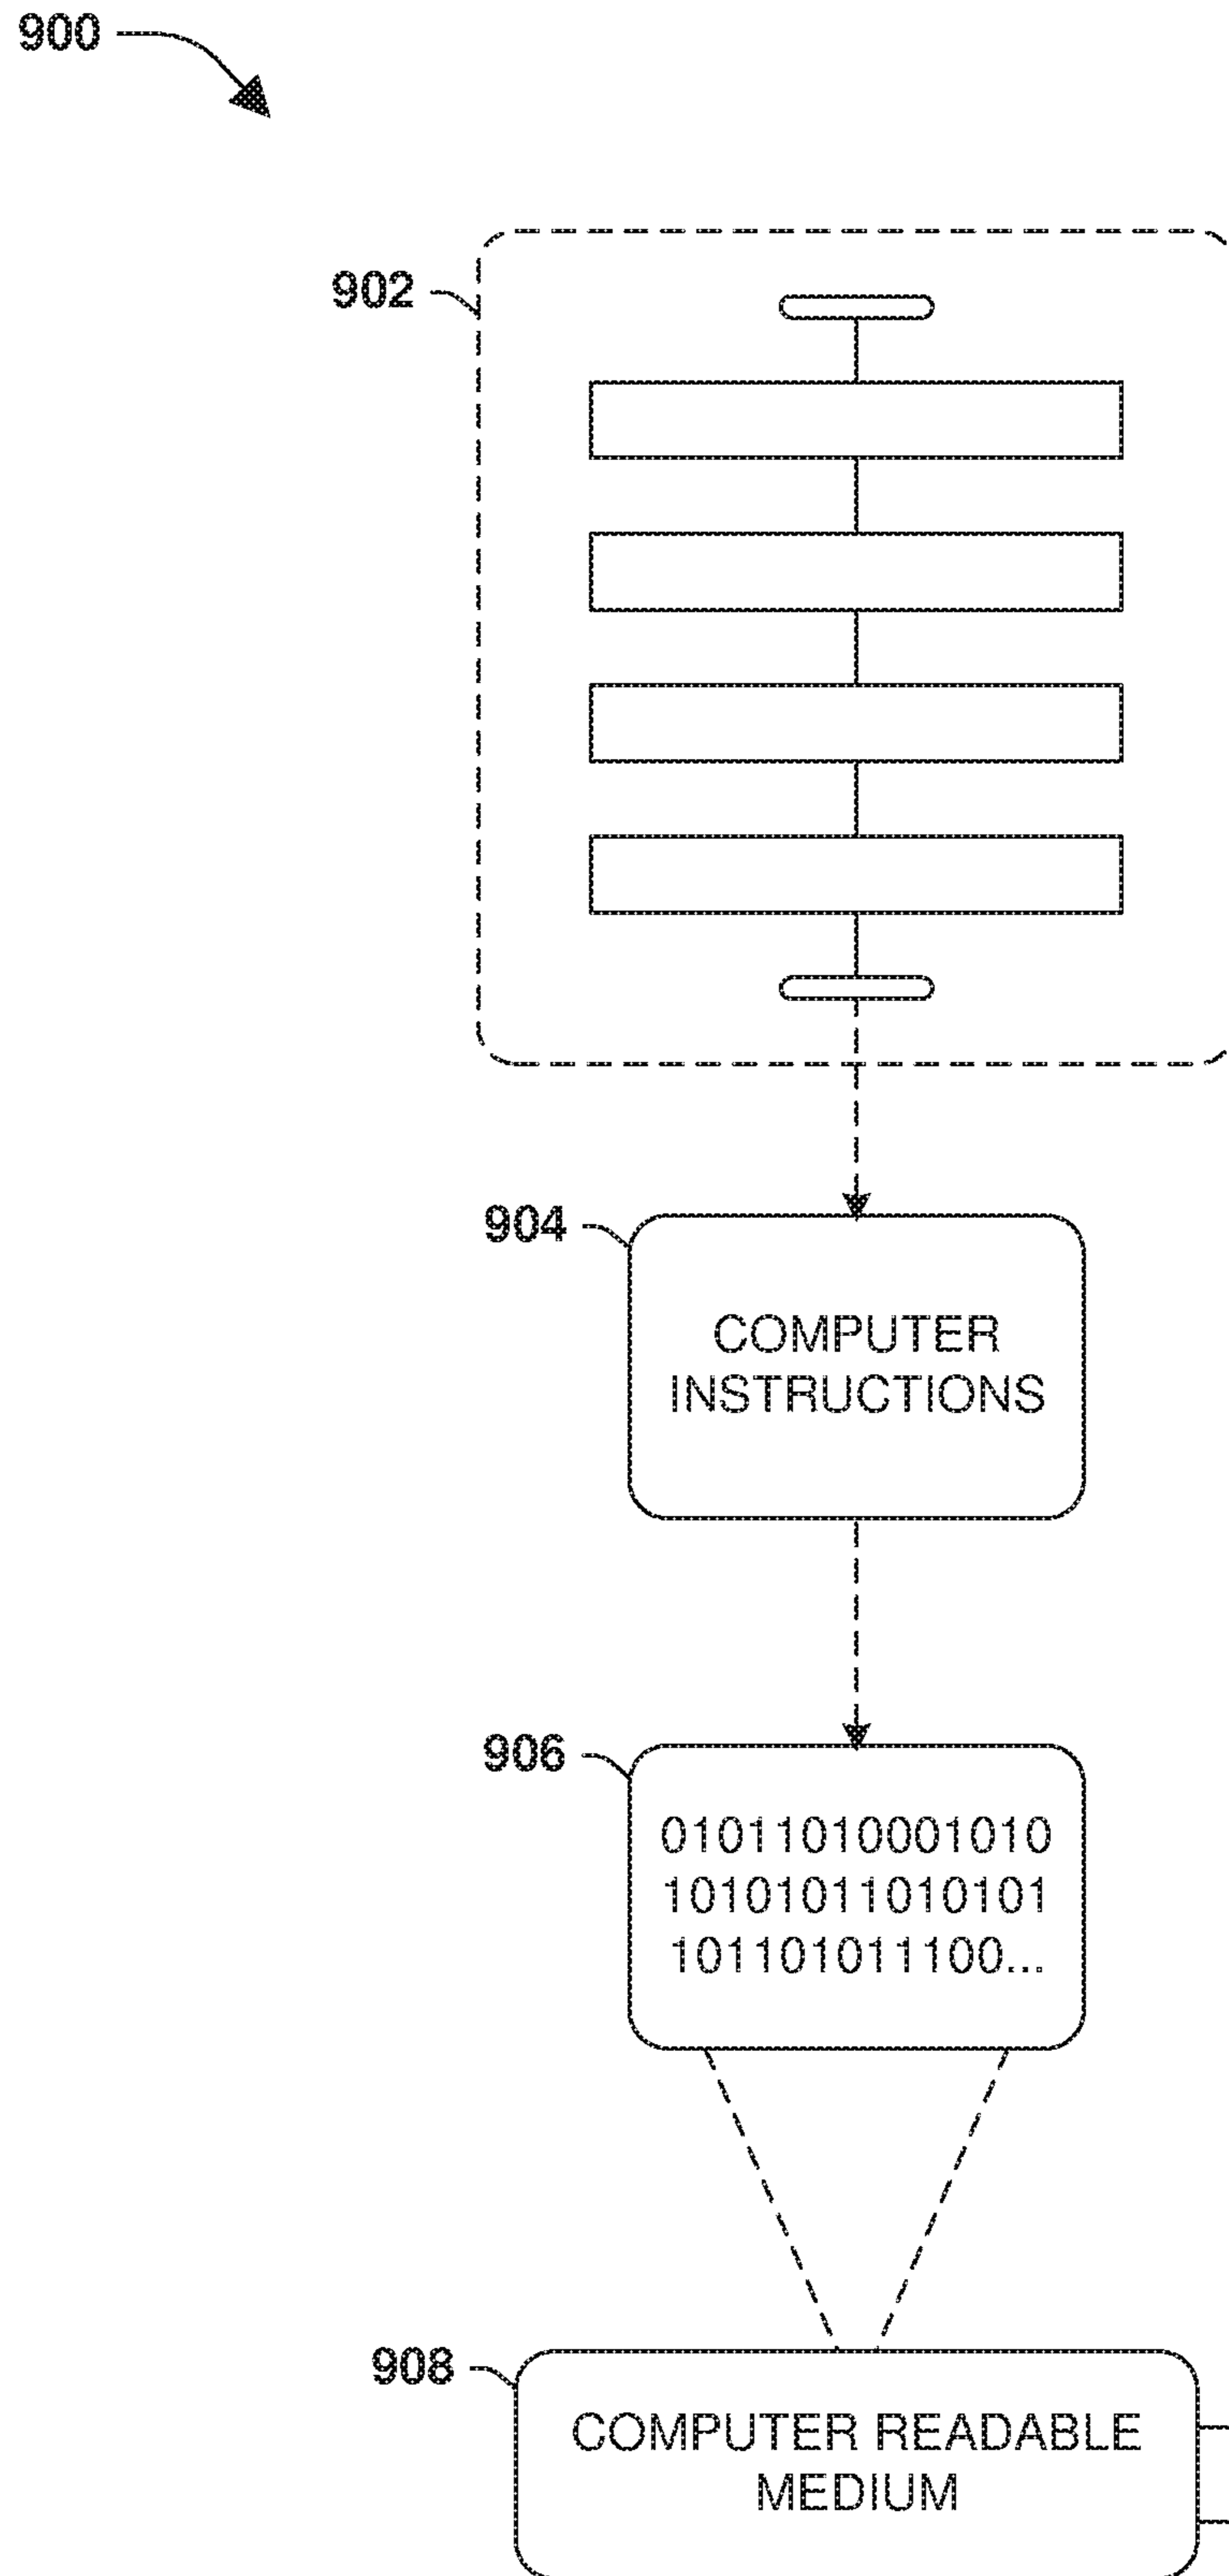 900
902
904
COMPUTER
INSTRUCTIONS
906
01011010001010
10101011010101
101101011100...
908
COMPUTER READABLE
MEDIUM